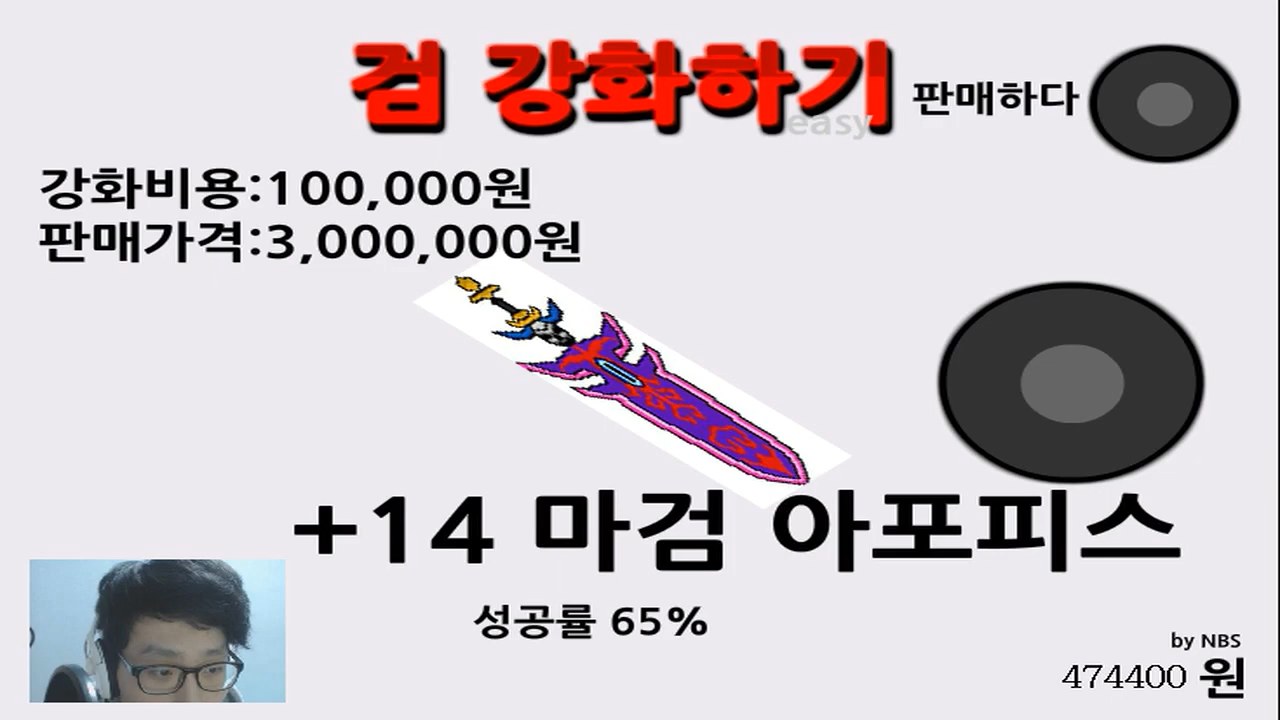 검 강화하기
easy
판매하다
강화비용:100,000원
판매가격:3,000,000원
+14 마검 아포피스
성공률 65%
by NBS
474400 원